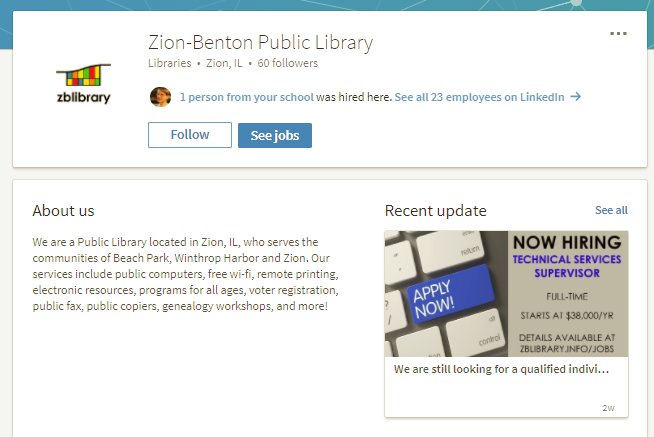 Zion-Benton Public Library
Libraries • Zion, IL • 60 followers
zblibrary
1 person from your school was hired here. See all 23 employees on LinkedIn →
Follow
See jobs
About us
We are a Public Library located in Zion, IL, who serves the
communities of Beach Park, Winthrop Harbor and Zion. Our
services include public computers, free wi-fi, remote printing,
electronic resources, programs for all ages, voter registration,
public fax, public copiers, genealogy workshops, and more!
Recent update
See all
return
APPLY
NOW!
control
NOW HIRING
TECHNICAL SERVICES
SUPERVISOR
FULL-TIME
STARTS AT $38,000/YR
DETAILS AVAILABLE AT
ZBLIBRARY.INFO/JOBS
We are still looking for a qualified indivi...
2w